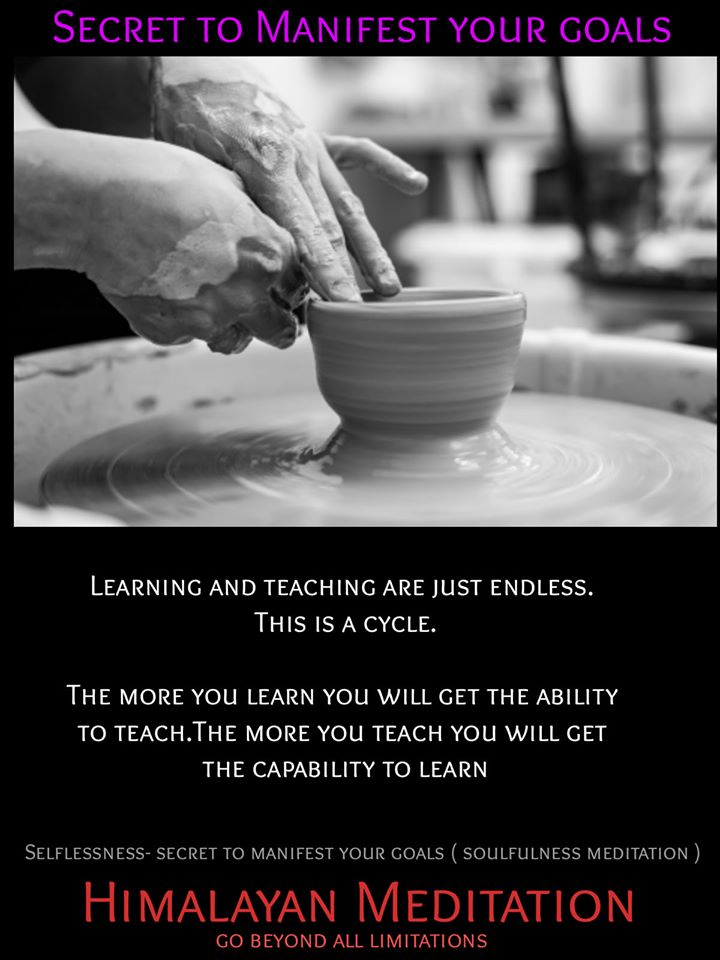 Secret to Manifest your goals
Learning and teaching are just endless.
This is a cycle.
The more you learn you will get the ability
to teach.The more you teach you will get
the capability to learn
Selflessness- secret to manifest your goals ( soulfulness meditation )
Himalayan Meditation
go beyond all limitations